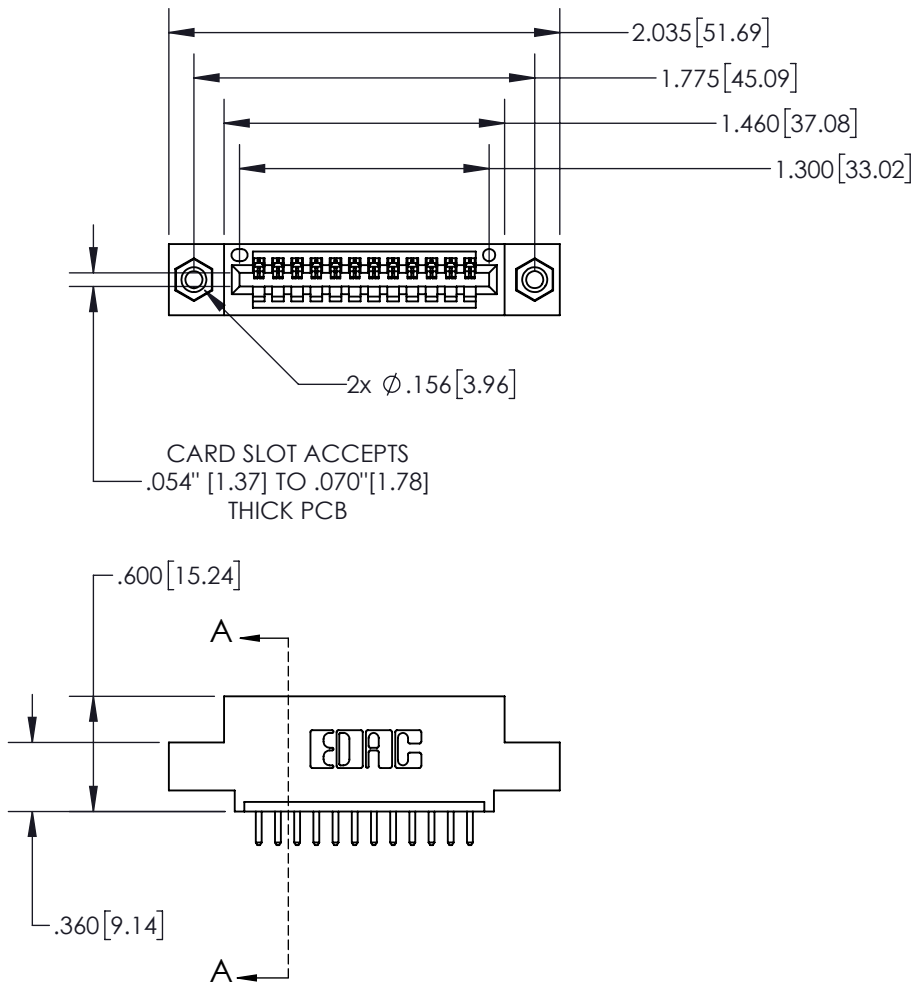 2.035[51.69]
1.775[45.09]
1.460[37.08]
1.300[33.02]
2x ∅.156[3.96]
CARD SLOT ACCEPTS
.054" [1.37] TO .070"[1.78]
THICK PCB
.600[15.24]
A
EDAC
.360[9.14]
A